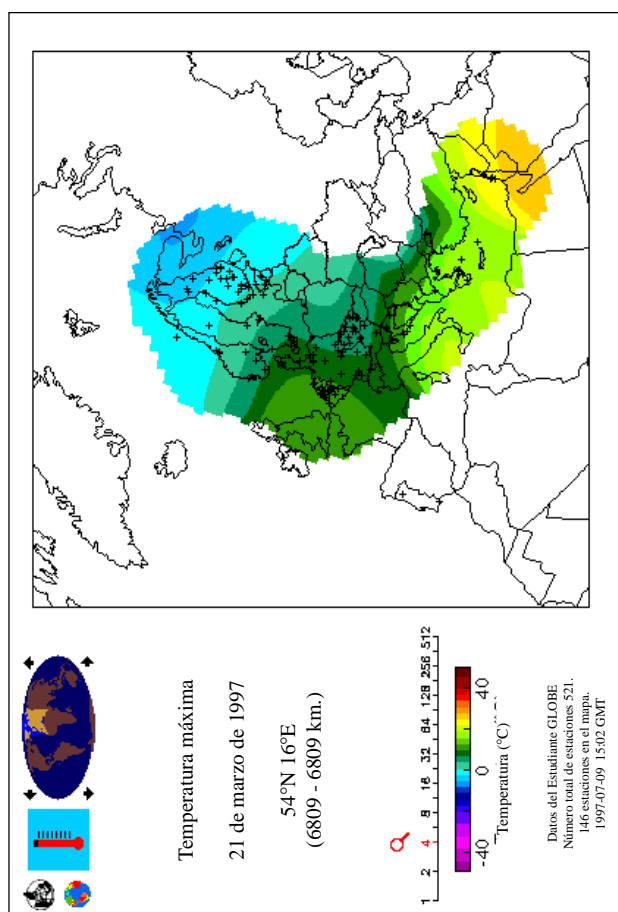 Temperatura máxima
21 de marzo de 1997
54°N 16°E
(6809 - 6809 km.)
1 2 4 8 16 32 64 128 256 512
-40 0 40
Temperatura (°C)
Datos del Estudiante GLOBE
Número total de estaciones 521.
146 estaciones en el mapa.
1997-07-09 15:02 GMT